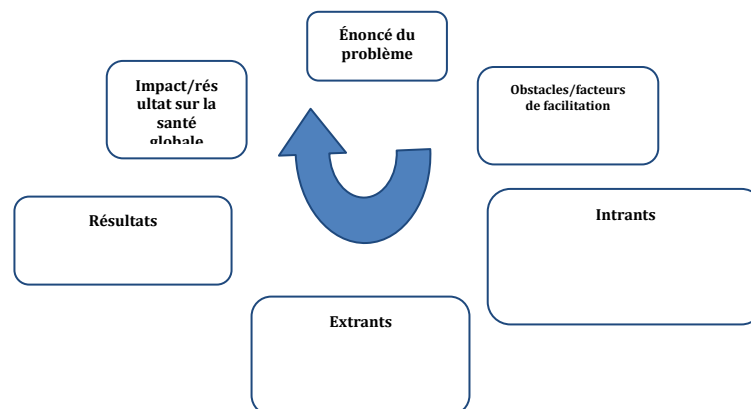 Énoncé du
problème
Impact/rés
ultat sur la
santé
globale
Obstacles/facteurs
de facilitation
Résultats
Intrants
Extrants